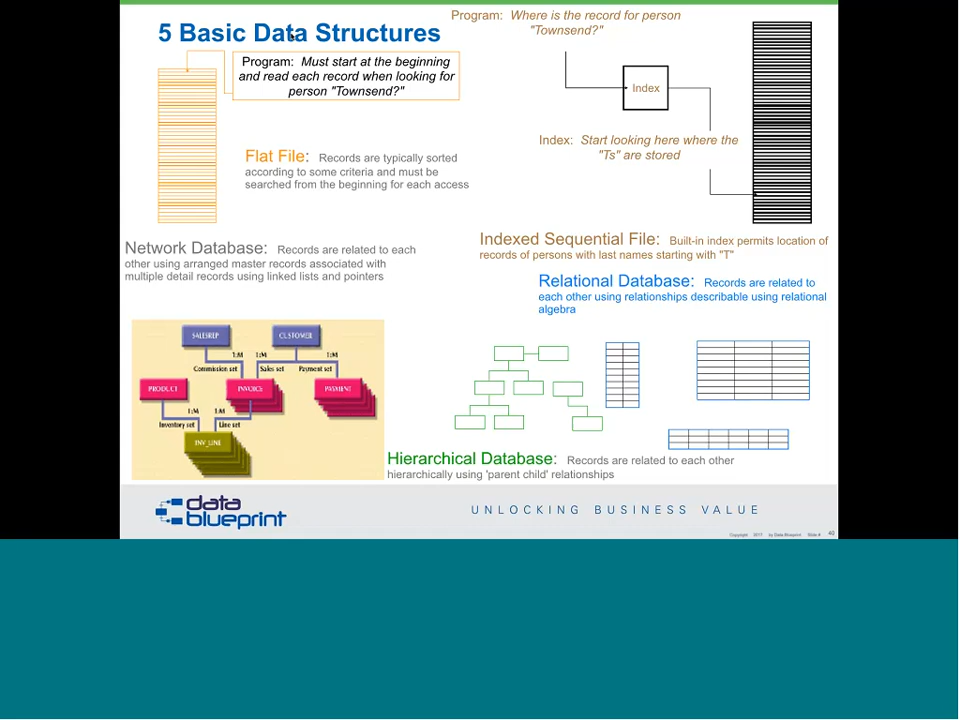 5 Basic Data Structures
Program: Must start at the beginning
and read each record when looking for
person "Townsend?"
Program: Where is the record for person
"Townsend?"
Index
Index: Start looking here where the
"Ts" are stored
Flat File: Records are typically sorted
according to some criteria and must be
searched from the beginning for each access
Network Database: Records are related to each
other using arranged master records associated with
multiple detail records using linked lists and pointers
Indexed Sequential File: Built-in index permits location of
records of persons with last names starting with "T"
Relational Database: Records are related to
each other using relationships describable using relational
algebra
SALESREP
CUSTOMER
1:M
1:M
1:M
Commission set
Sales set
Payment set
PRODUCT
INVOICE
PAYMENT
1:M
1:M
Inventory set
Line set
INV_LINE
Hierarchical Database: Records are related to each other
hierarchically using 'parent child' relationships
data
blueprint
UNLOCKING BUSINESS VALUE
Copyright 2017 by Data Blueprint Slide # 40